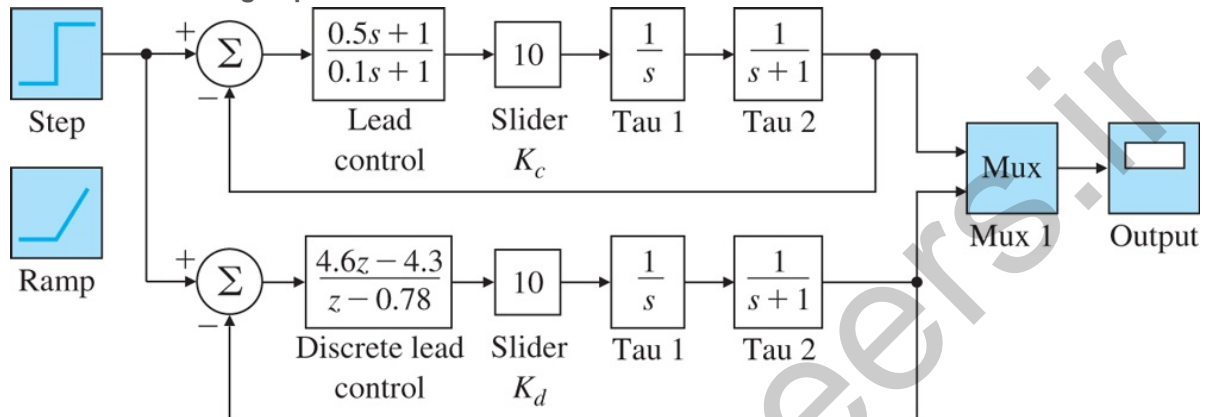 0.5s + 1
0.1s + 1
10
1
s
1
s + 1
+
Σ
−
Step
Lead
control
Slider
K_c
Tau 1
Tau 2
Mux
Mux 1
Output
Ramp
+
Σ
−
4.6z − 4.3
z − 0.78
10
1
s
1
s + 1
Discrete lead
control
Slider
K_d
Tau 1
Tau 2
eers.ir